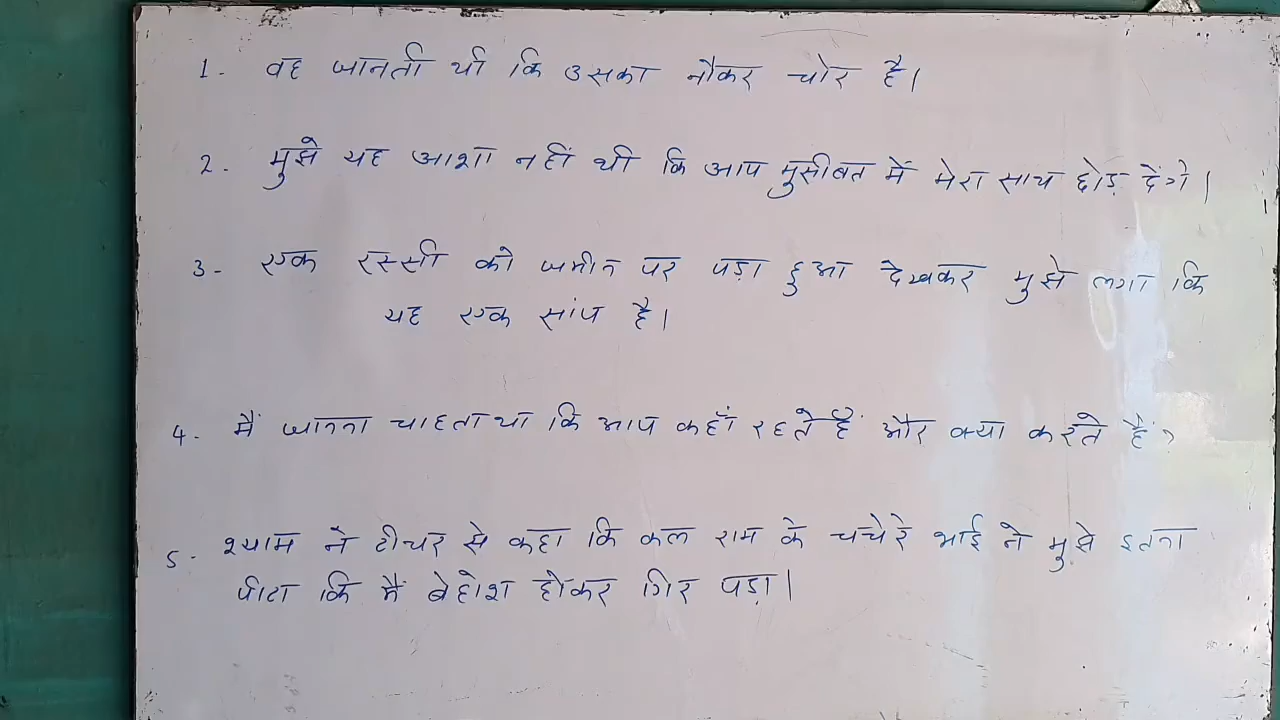 1. वह जानती थी कि उसका नौकर चोर है।
2. मुझे यह आशा नहीं थी कि आप मुसीबत में मेरा साथ छोड़ देंगे।
3- एक रस्सी को जमीन पर पड़ा हुआ देखकर मुझे लगा कि
यह एक सांप है।
4. मैं जानना चाहता था कि आप कहाँ रहते हैं और क्या करते हैं?
5. श्याम ने टीचर से कहा कि कल राम के चचेरे भाई ने मुझे इतना
पीटा कि मैं बेहोश होकर गिर पड़ा।